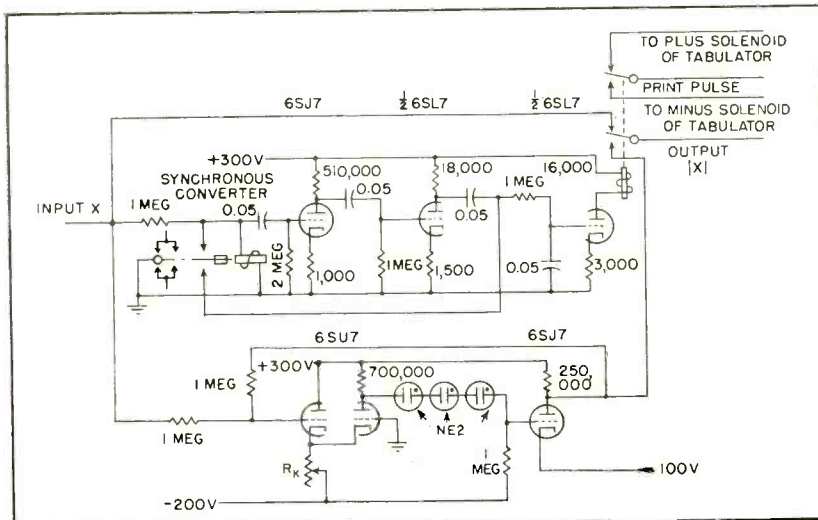 TO PLUS SOLENOID
OF TABULATOR
PRINT PULSE
6SJ7
½ 6SL7
½ 6SL7
TO MINUS SOLENOID
OF TABULATOR
OUTPUT
|X|
+300V
510,000
18,000
16,000
SYNCHRONOUS
CONVERTER
1 MEG
0.05
0.05
0.05
1 MEG
INPUT X
2 MEG
1,000
1 MEG
1,500
0.05
3,000
6SU7
6SJ7
+300V
700,000
250,
000
1 MEG
1 MEG
NE2
1
MEG
RK
100V
-200V